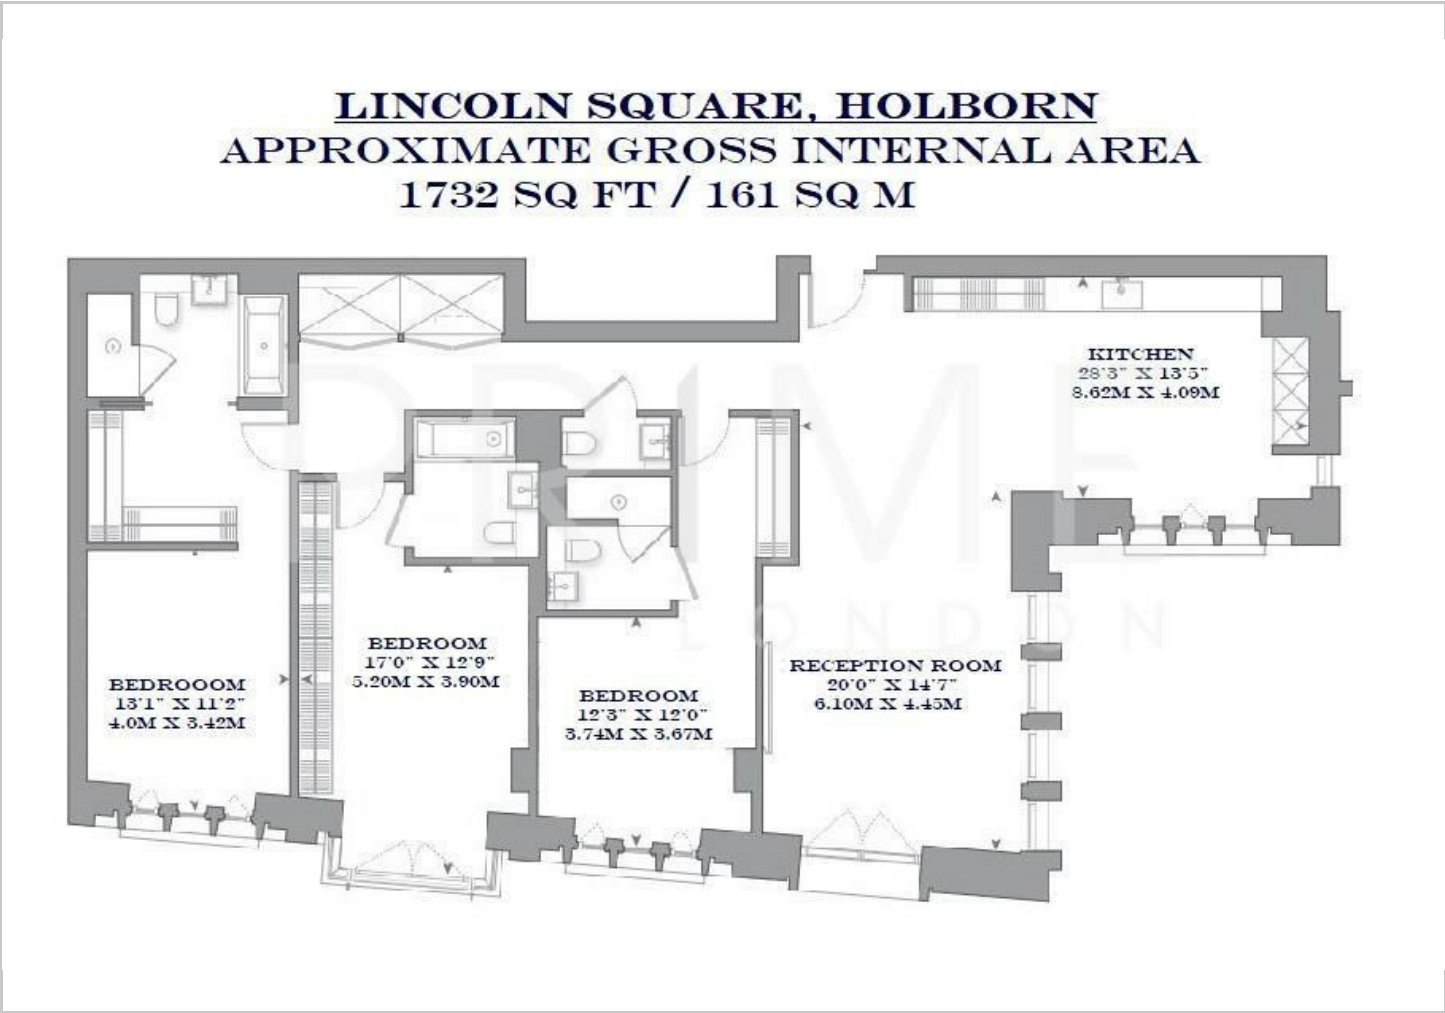 LINCOLN SQUARE, HOLBORN
APPROXIMATE GROSS INTERNAL AREA
1732 SQ FT / 161 SQ M
KITCHEN
28'3" X 13'5"
8.62M X 4.09M
PRIME
LONDON
BEDROOM
17'0" X 12'9"
5.20M X 3.90M
RECEPTION ROOM
20'0" X 14'7"
6.10M X 4.45M
BEDROOOM
13'1" X 11'2"
4.0M X 3.42M
BEDROOM
12'3" X 12'0"
3.74M X 3.67M